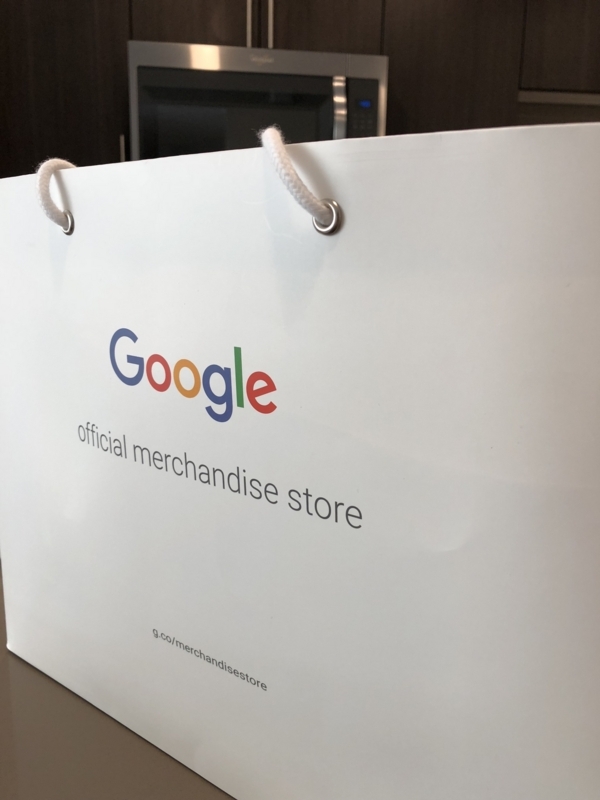 Google
official merchandise store
g.co/merchandisestore